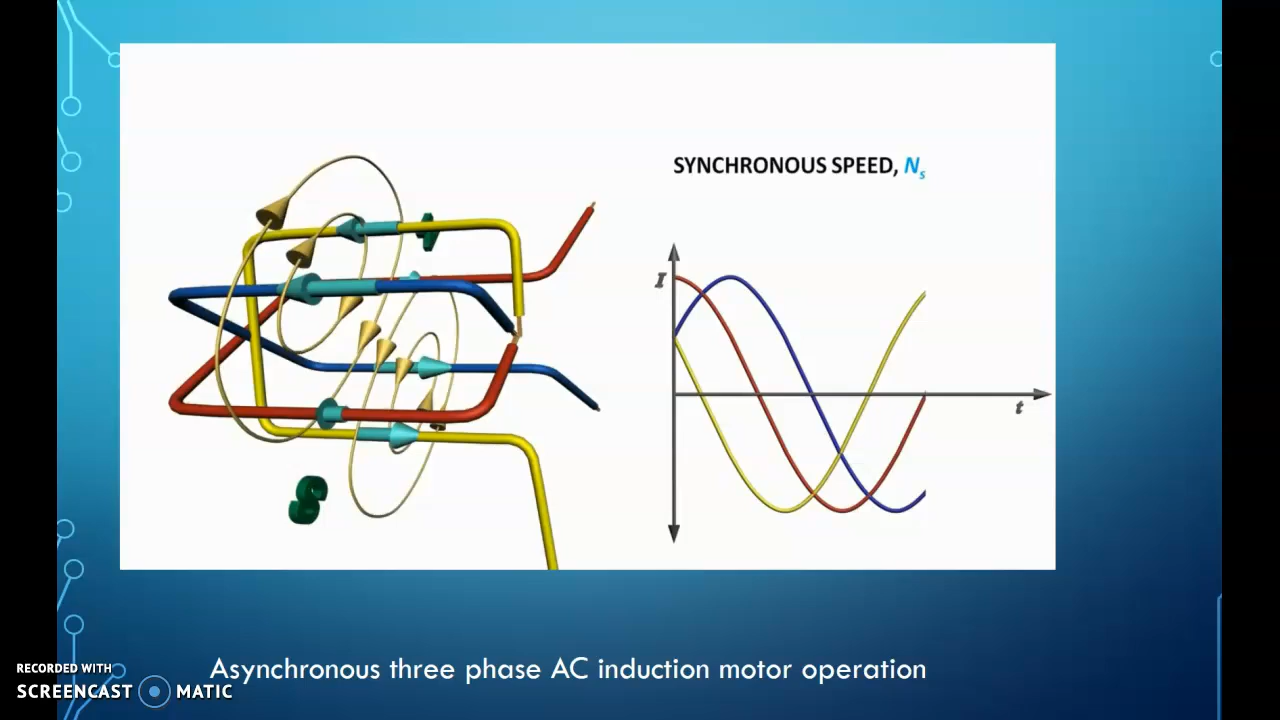 SYNCHRONOUS SPEED, Ns
I
t
S
Asynchronous three phase AC induction motor operation
RECORDED WITH
SCREENCAST MATIC